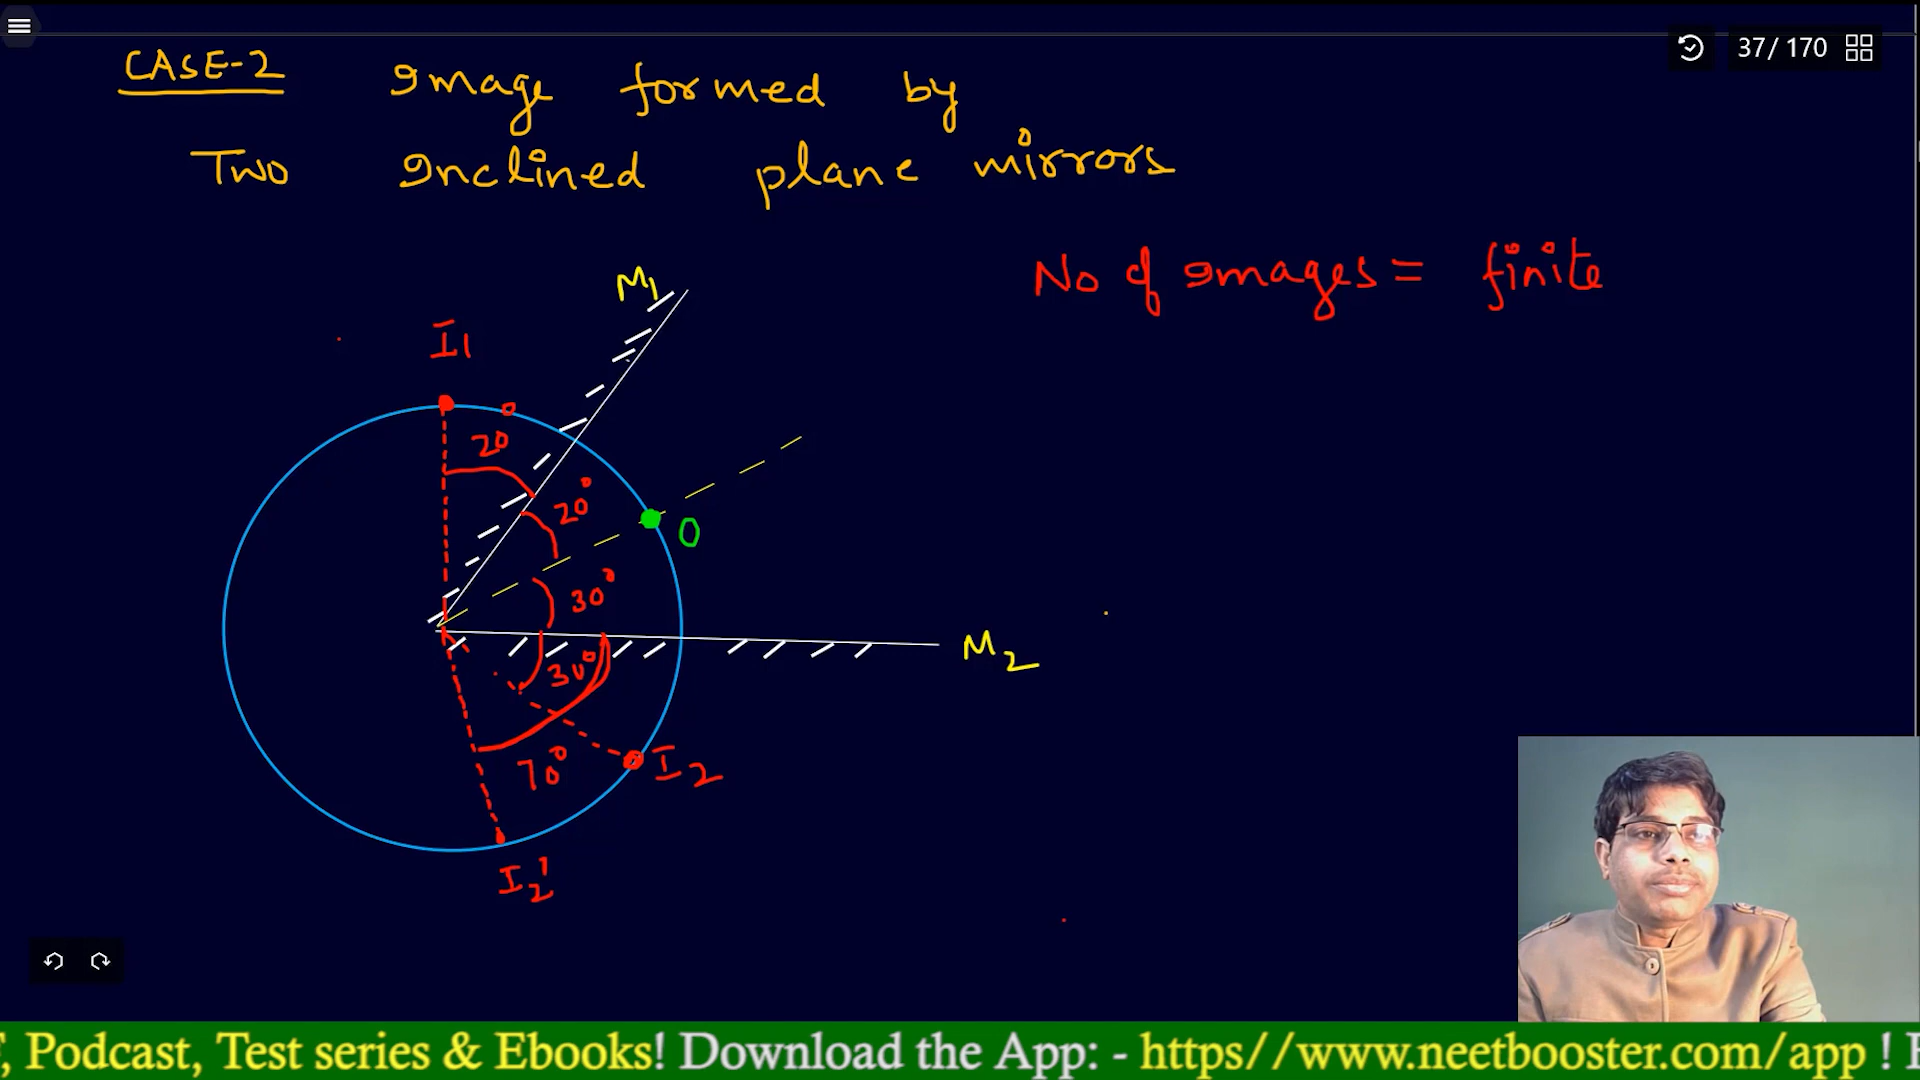 37/170
CASE-2 Image formed by
Two Inclined plane mirrors
No of Images = finite
M1
I1
20°
20°
O
30°
M2
30°
70°
I2
I2'
, Podcast, Test series & Ebooks! Download the App: - https//www.neetbooster.com/app !